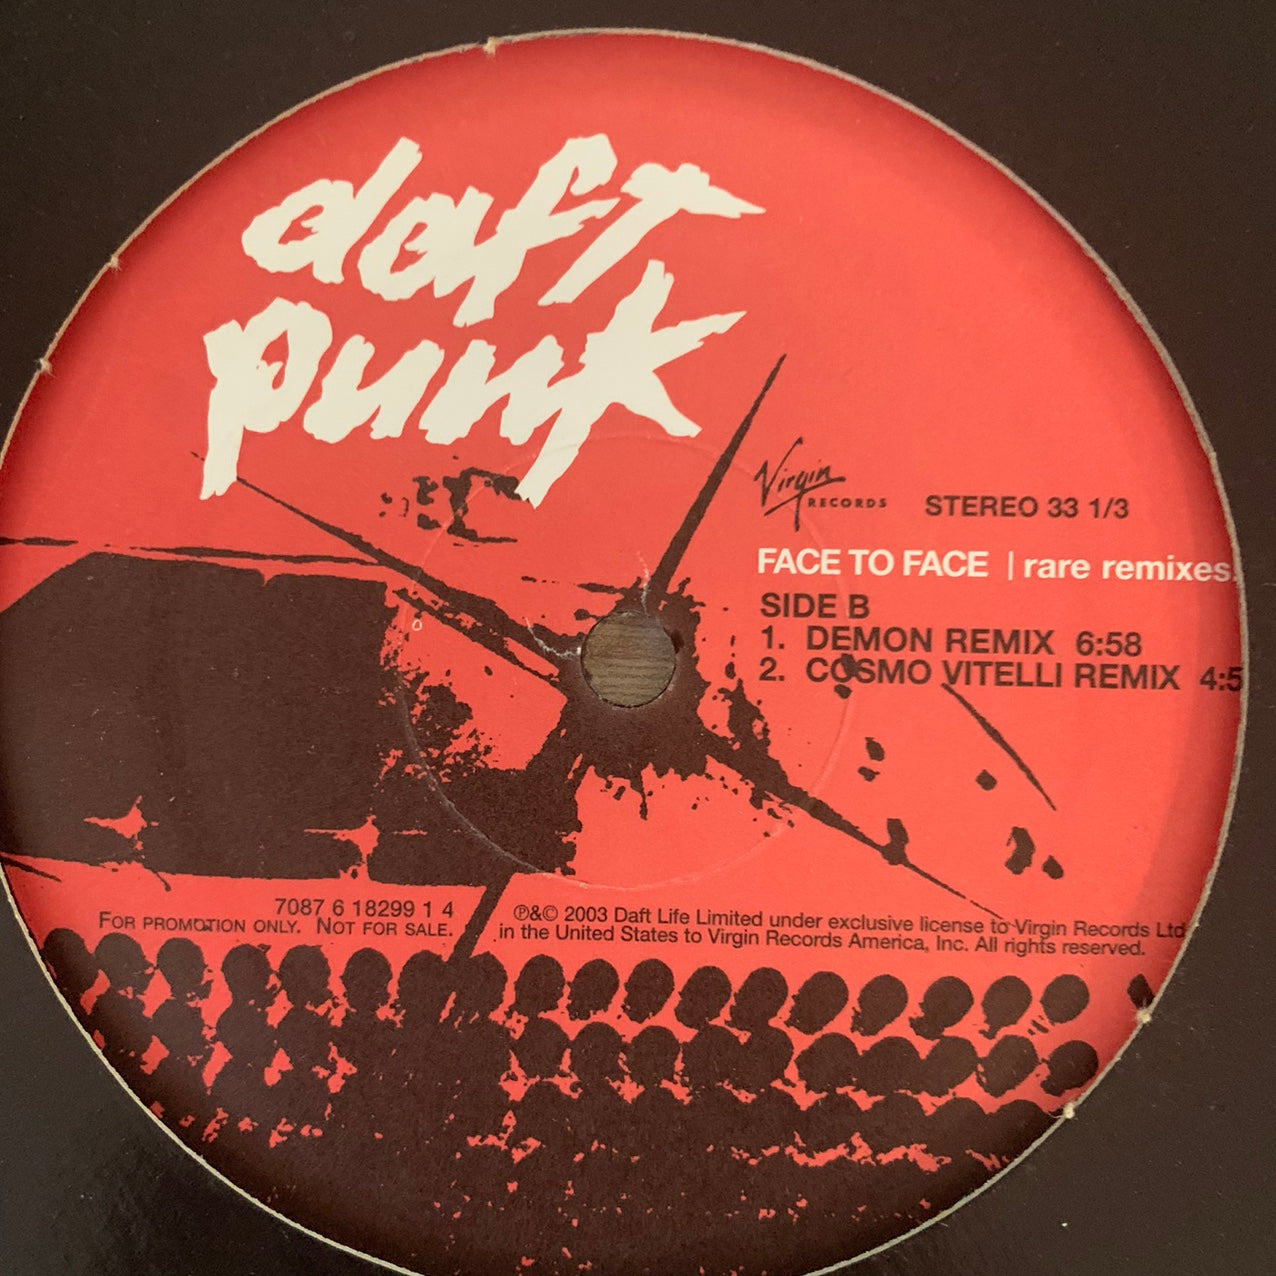 daft
punk
Virgin
RECORDS STEREO 33 1/3
FACE TO FACE | rare remixes
SIDE B
1. DEMON REMIX 6:58
2. COSMO VITELLI REMIX
7087 6 18299 1 4
FOR PROMOTION ONLY. NOT FOR SALE.
℗&© 2003 Daft Life Limited under exclusive license to Virgin Records Ltd
in the United States to Virgin Records America, Inc. All rights reserved.